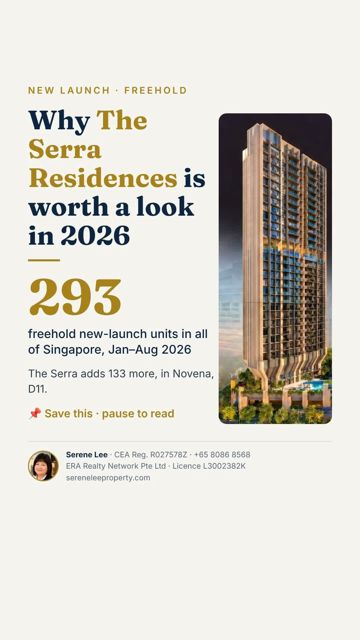 NEW LAUNCH · FREEHOLD
Why The
Serra
Residences is
worth a look
in 2026
293
freehold new-launch units in all
of Singapore, Jan–Aug 2026
The Serra adds 133 more, in Novena,
D11.
📌 Save this · pause to read
Serene Lee · CEA Reg. R027578Z · +65 8086 8568
ERA Realty Network Pte Ltd · Licence L3002382K
sereneleeproperty.com